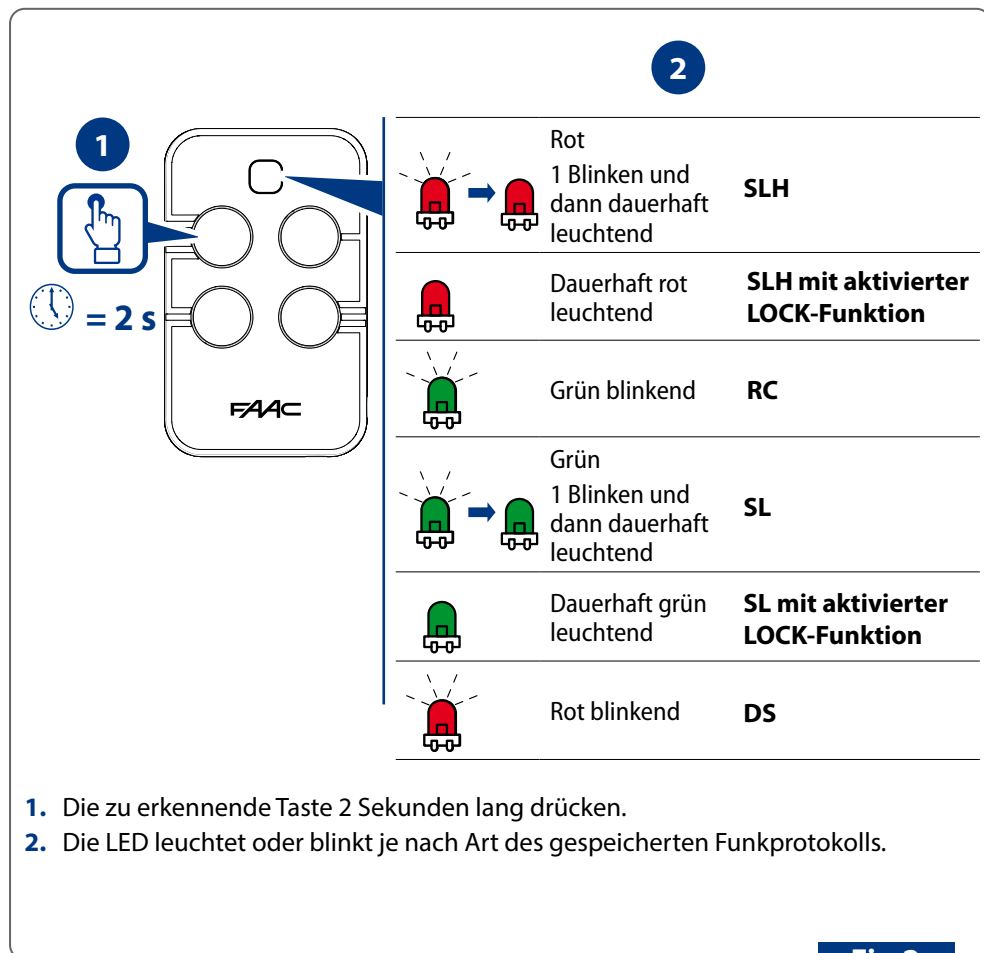 2
1
= 2 s
FAAC
Rot
1 Blinken und
dann dauerhaft
leuchtend
SLH
Dauerhaft rot
leuchtend
SLH mit aktivierter
LOCK-Funktion
Grün blinkend
RC
Grün
1 Blinken und
dann dauerhaft
leuchtend
SL
Dauerhaft grün
leuchtend
SL mit aktivierter
LOCK-Funktion
Rot blinkend
DS
1. Die zu erkennende Taste 2 Sekunden lang drücken.
2. Die LED leuchtet oder blinkt je nach Art des gespeicherten Funkprotokolls.